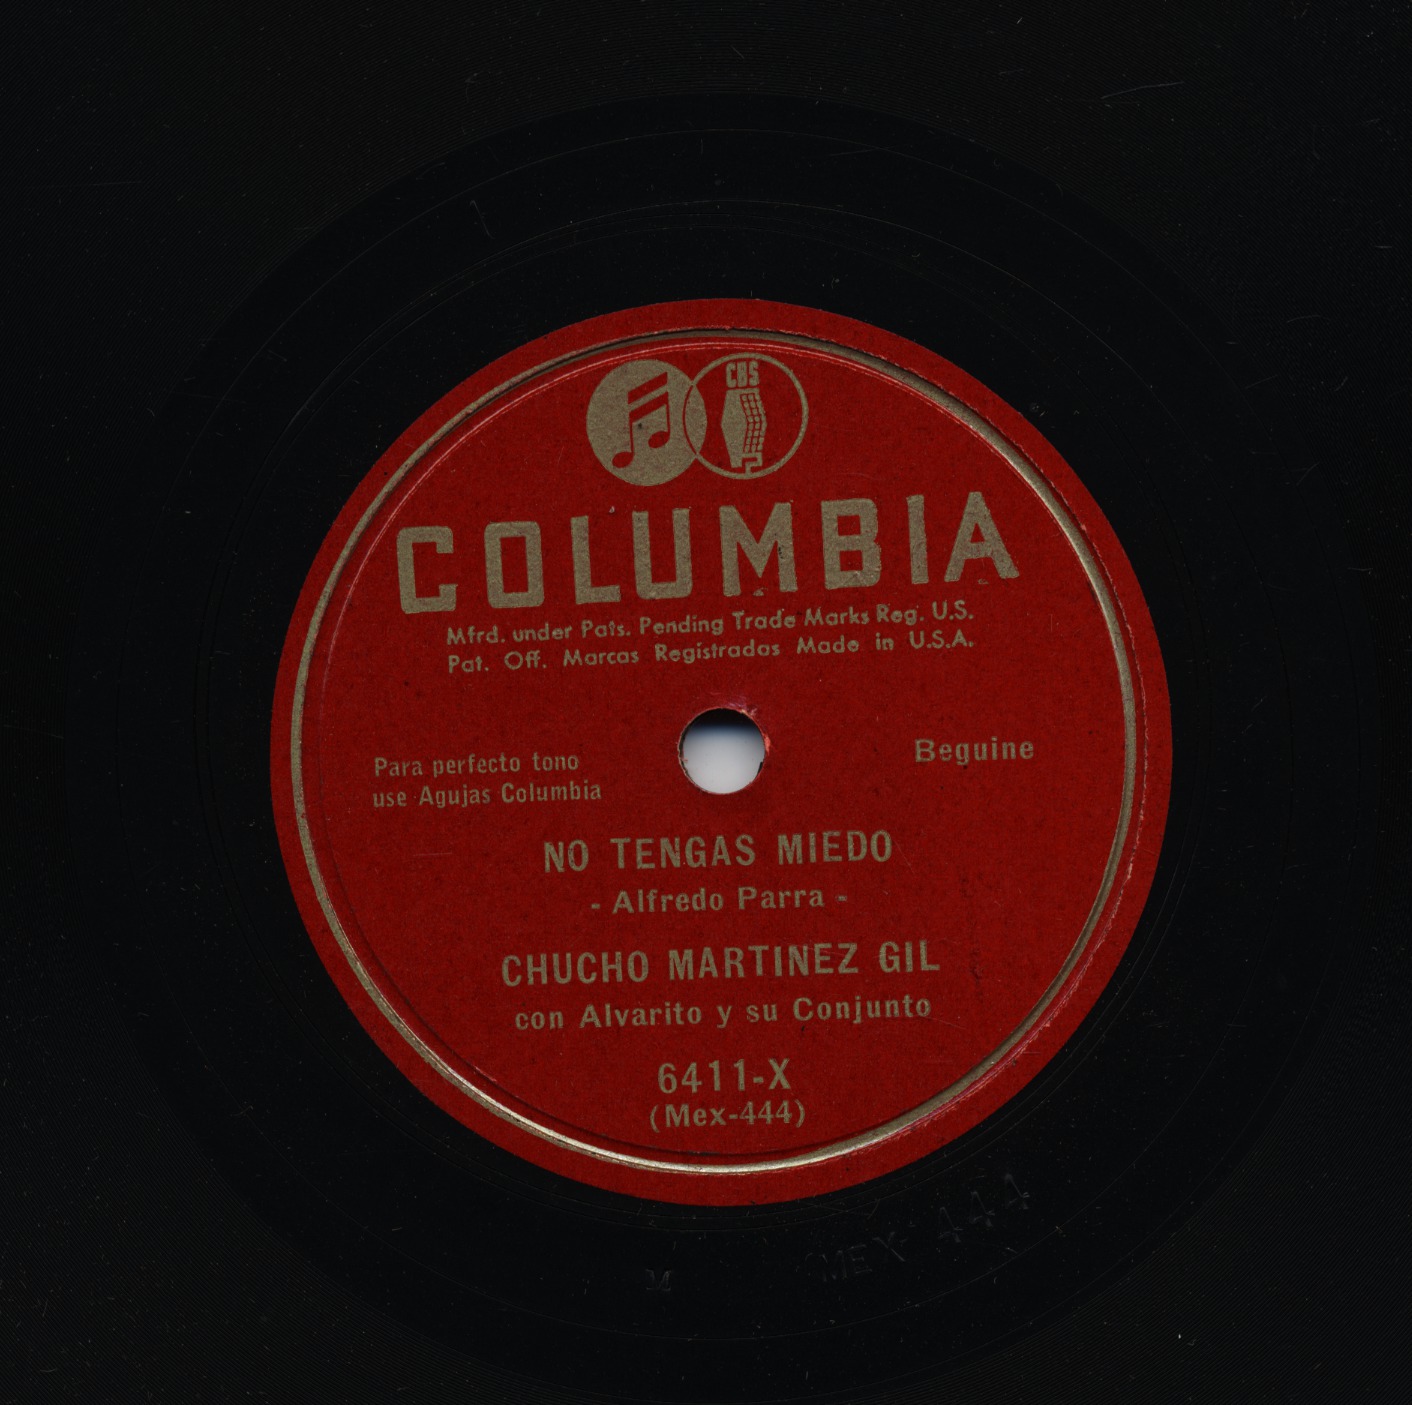 CBS
COLUMBIA
Mfrd. under Pats. Pending Trade Marks Reg. U.S.
Pat. Off. Marcas Registradas Made in U.S.A.
Para perfecto tono
use Agujas Columbia
Beguine
NO TENGAS MIEDO
- Alfredo Parra -
CHUCHO MARTINEZ GIL
con Alvarito y su Conjunto
6411-X
(Mex-444)
MEX 444
M